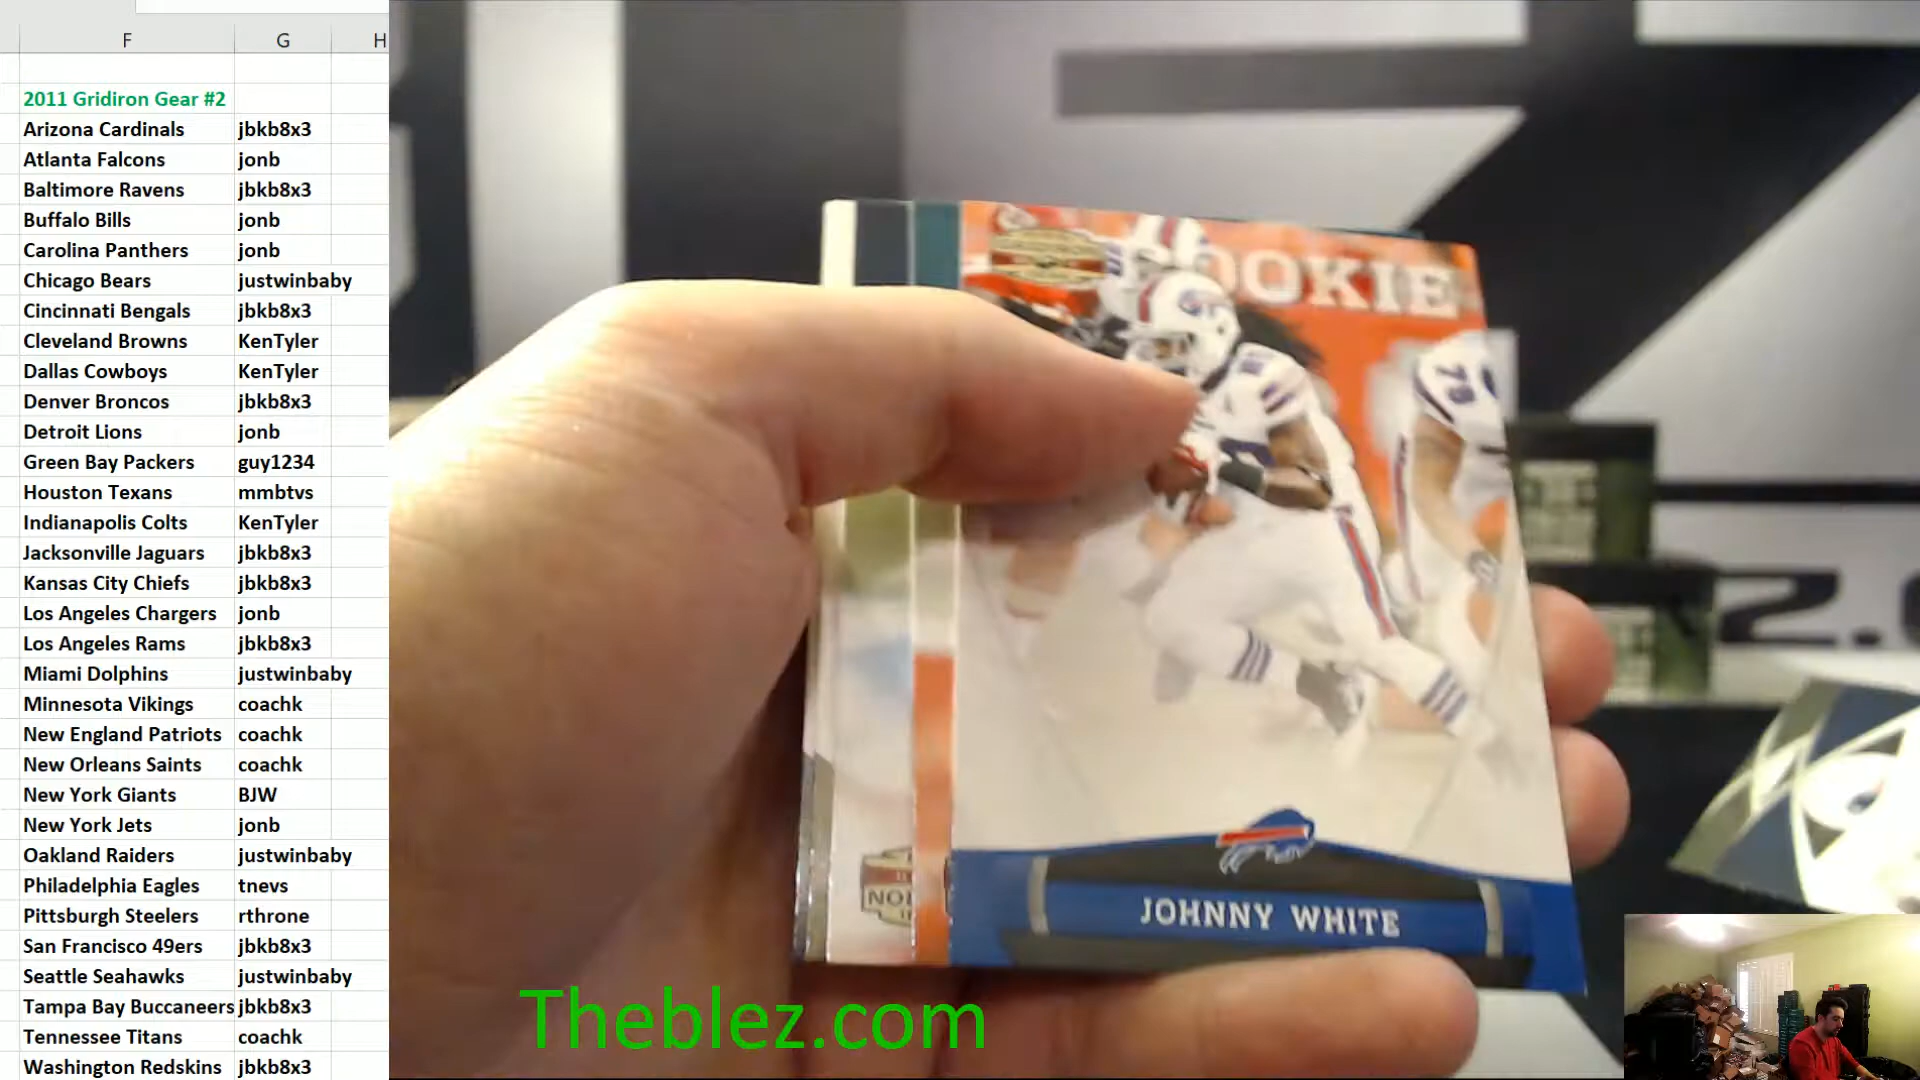 F G H
2011 Gridiron Gear #2
Arizona Cardinals jbkb8x3
Atlanta Falcons jonb
Baltimore Ravens jbkb8x3
Buffalo Bills jonb
Carolina Panthers jonb
Chicago Bears justwinbaby
Cincinnati Bengals jbkb8x3
Cleveland Browns KenTyler
Dallas Cowboys KenTyler
Denver Broncos jbkb8x3
Detroit Lions jonb
Green Bay Packers guy1234
Houston Texans mmbtvs
Indianapolis Colts KenTyler
Jacksonville Jaguars jbkb8x3
Kansas City Chiefs jbkb8x3
Los Angeles Chargers jonb
Los Angeles Rams jbkb8x3
Miami Dolphins justwinbaby
Minnesota Vikings coachk
New England Patriots coachk
New Orleans Saints coachk
New York Giants BJW
New York Jets jonb
Oakland Raiders justwinbaby
Philadelphia Eagles tnevs
Pittsburgh Steelers rthrone
San Francisco 49ers jbkb8x3
Seattle Seahawks justwinbaby
Tampa Bay Buccaneers jbkb8x3
Tennessee Titans coachk
Washington Redskins jbkb8x3
OOKIE
78
JOHNNY WHITE
Theblez.com